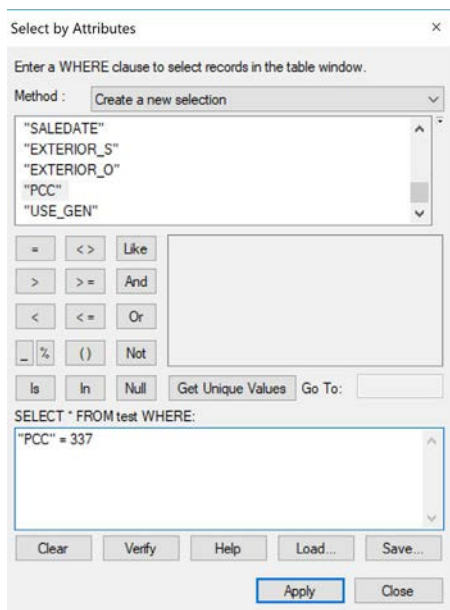 Select by Attributes ×
Enter a WHERE clause to select records in the table window.
Method : Create a new selection
"SALEDATE"
"EXTERIOR_S"
"EXTERIOR_O"
"PCC"
"USE_GEN"
= < > Like
> > = And
< < = Or
_ % ( ) Not
Is In Null Get Unique Values Go To:
SELECT * FROM test WHERE:
"PCC" = 337
Clear Verify Help Load... Save...
Apply Close